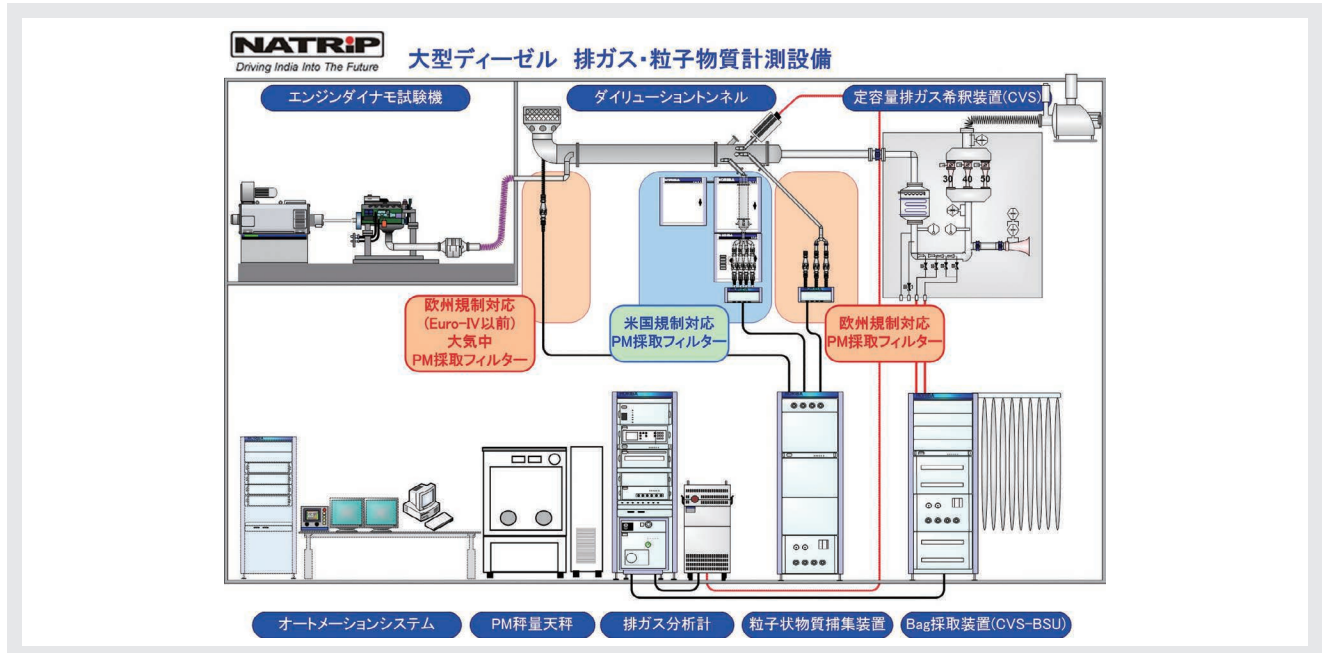 NATRiP
Driving India Into The Future
大型ディーゼル 排ガス・粒子物質計測設備
エンジンダイナモ試験機
ダイリューショントンネル
定容量排ガス希釈装置(CVS)
30 40 50
欧州規制対応
(Euro-IV以前)
大気中
PM採取フィルター
米国規制対応
PM採取フィルター
欧州規制対応
PM採取フィルター
オートメーションシステム
PM秤量天秤
排ガス分析計
粒子状物質捕集装置
Bag採取装置(CVS-BSU)